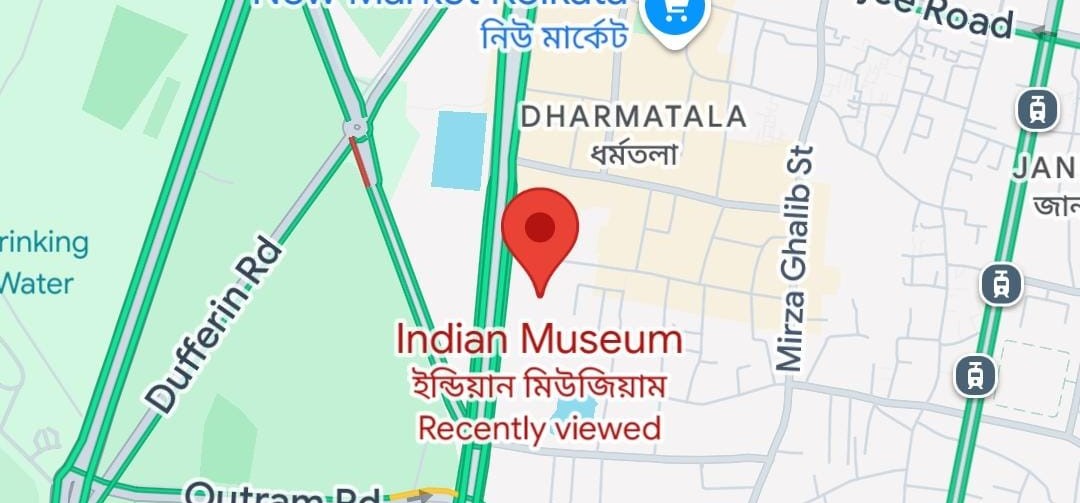 New Market Kolkata
নিউ মার্কেট
Road
DHARMATALA
ধর্মতলা
Mirza Ghalib St
JAN
জান
rinking
Water
Dufferin Rd
Indian Museum
ইন্ডিয়ান মিউজিয়াম
Recently viewed
Outram Rd